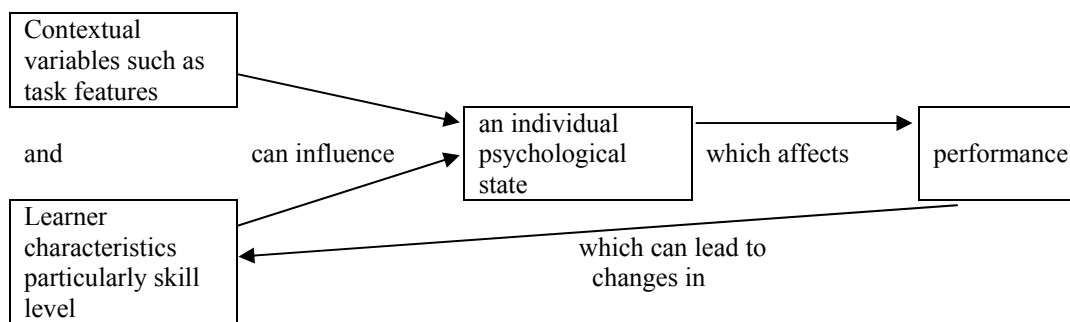 Contextual
variables such as
task features
and
can influence
an individual
psychological
state
which affects
performance
Learner
characteristics
particularly skill
level
which can lead to
changes in